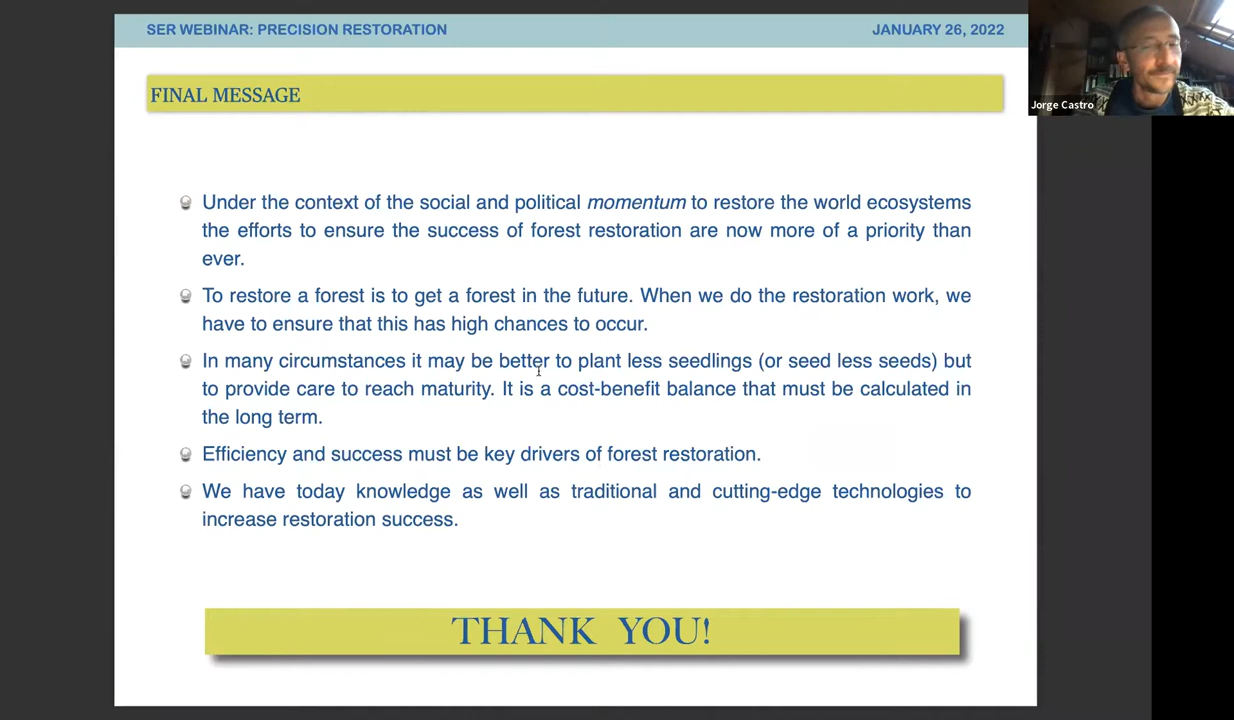 SER WEBINAR: PRECISION RESTORATION
JANUARY 26, 2022
Jorge Castro
FINAL MESSAGE
Under the context of the social and political momentum to restore the world ecosystems
the efforts to ensure the success of forest restoration are now more of a priority than
ever.
To restore a forest is to get a forest in the future. When we do the restoration work, we
have to ensure that this has high chances to occur.
In many circumstances it may be better to plant less seedlings (or seed less seeds) but
to provide care to reach maturity. It is a cost-benefit balance that must be calculated in
the long term.
Efficiency and success must be key drivers of forest restoration.
We have today knowledge as well as traditional and cutting-edge technologies to
increase restoration success.
THANK YOU!